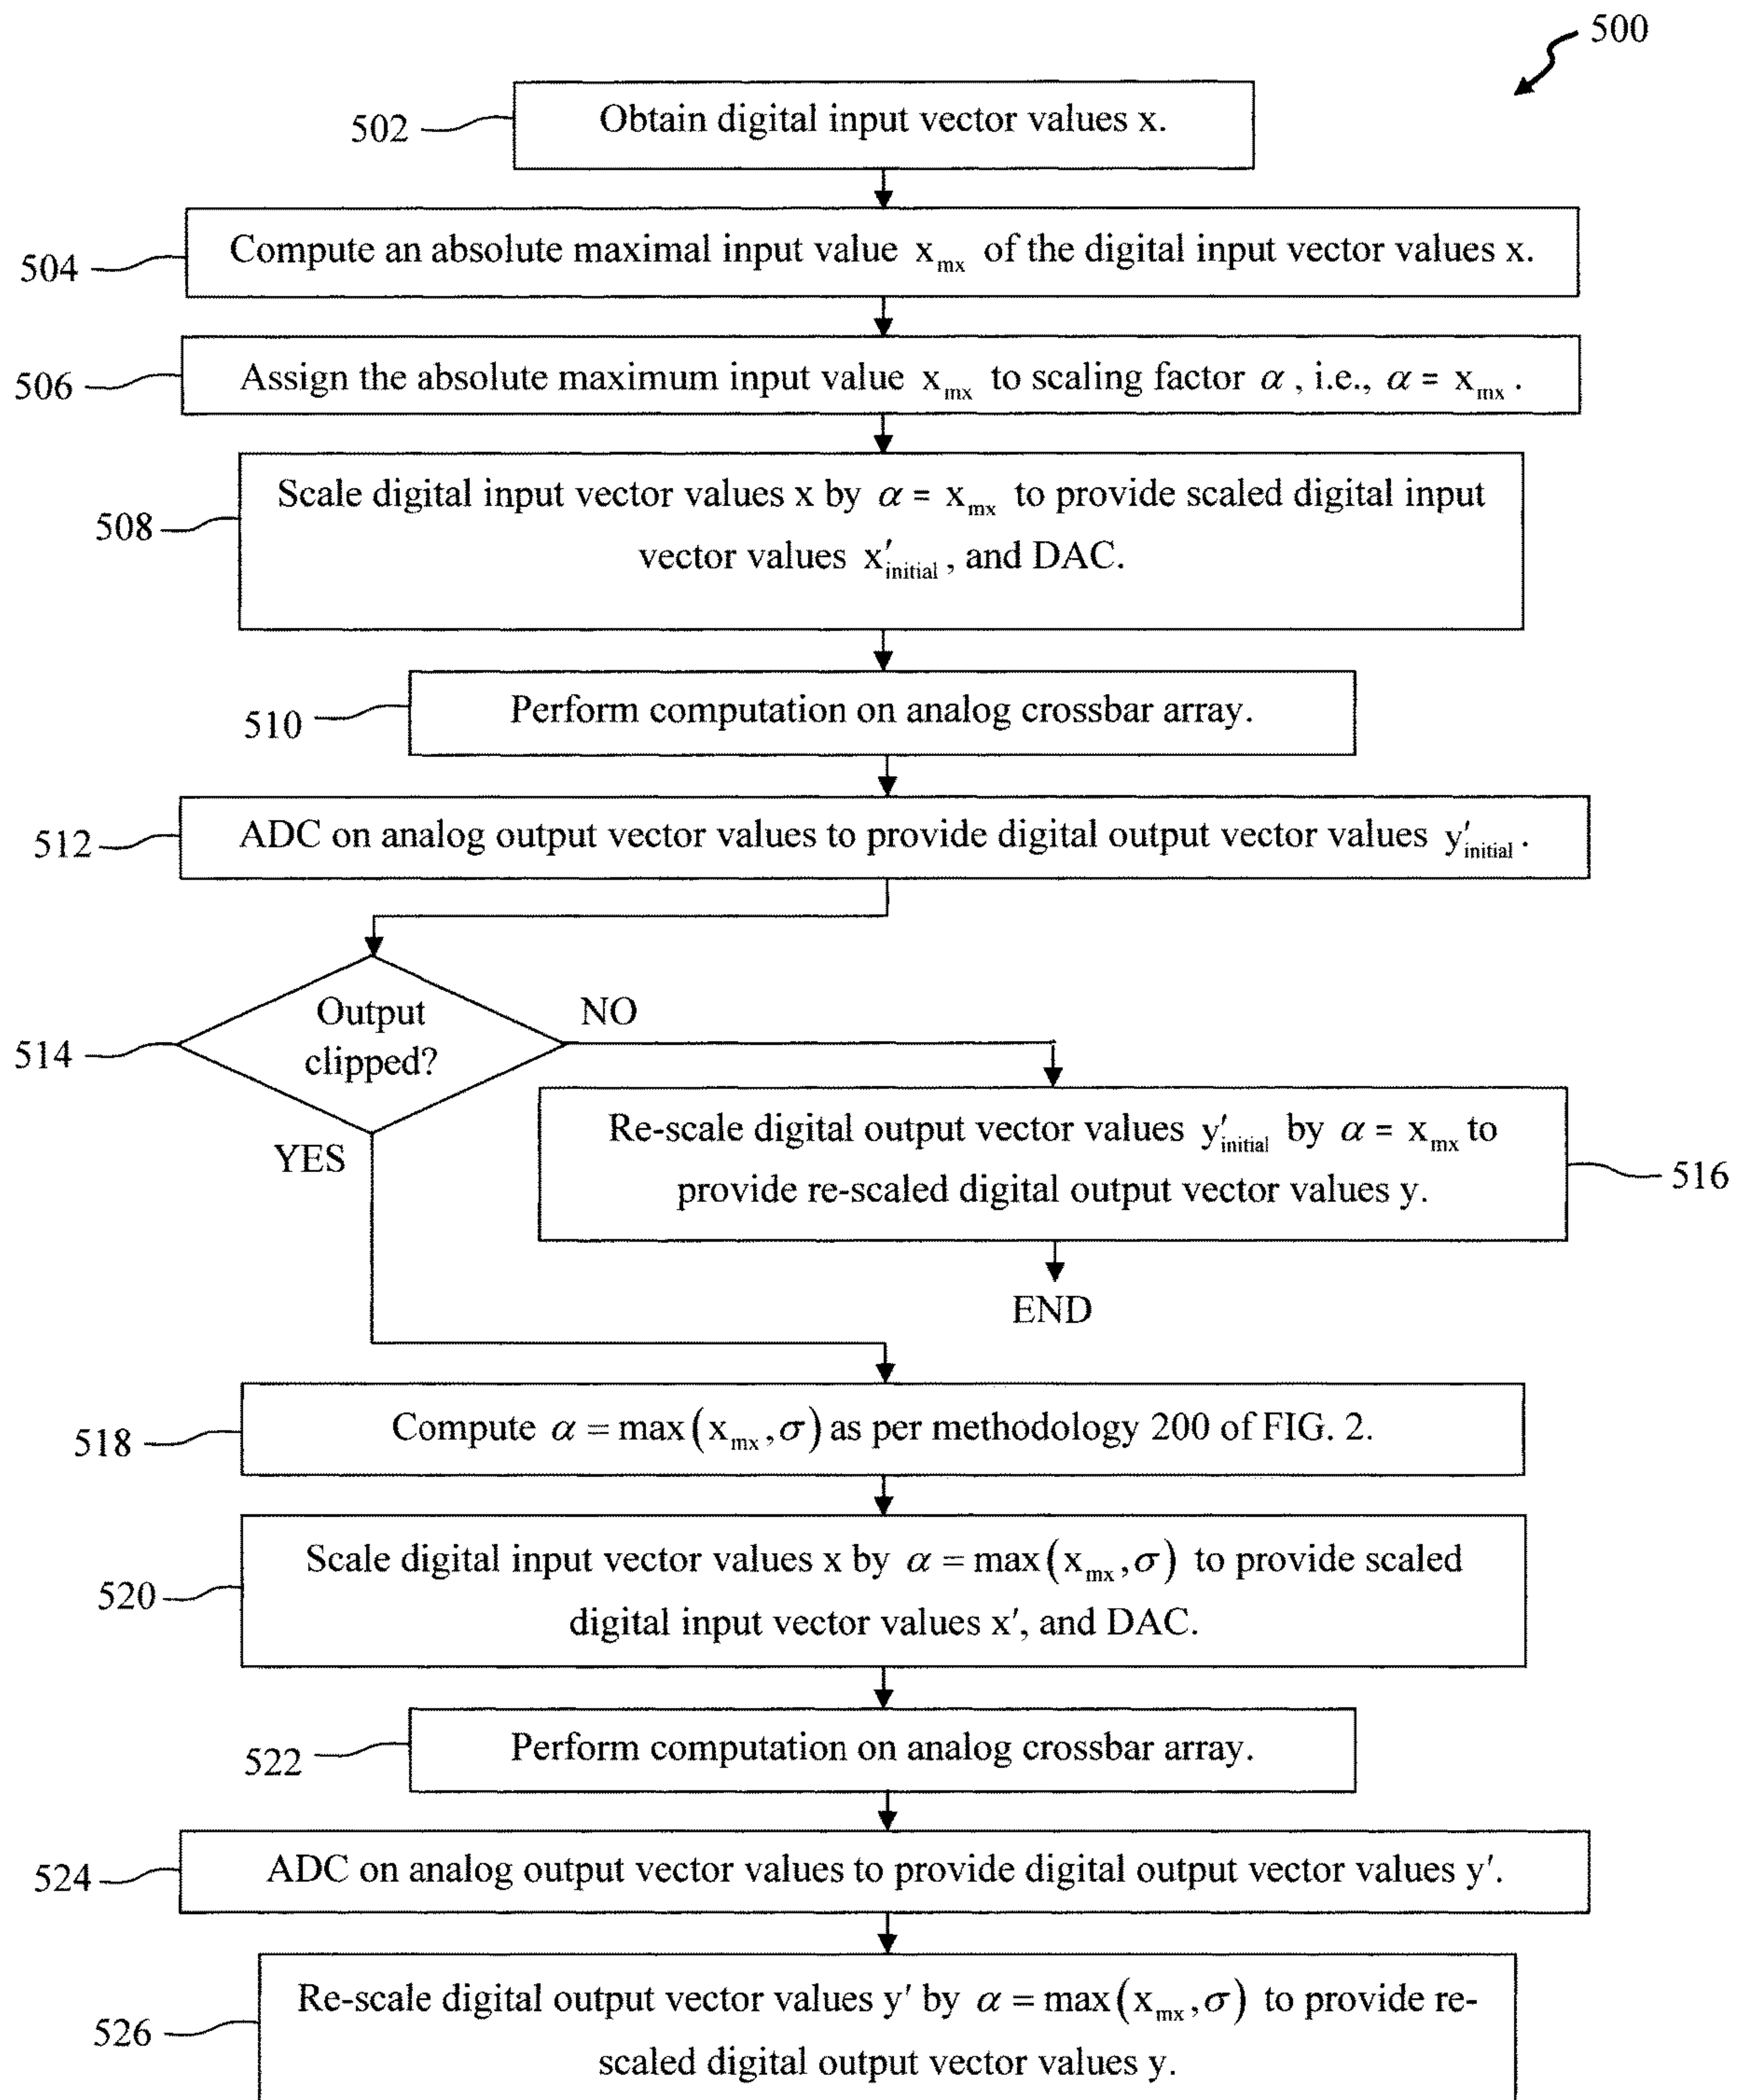 500
502
Obtain digital input vector values x.
504
Compute an absolute maximal input value x_mx of the digital input vector values x.
506
Assign the absolute maximum input value x_mx to scaling factor α, i.e., α = x_mx.
508
Scale digital input vector values x by α = x_mx to provide scaled digital input
vector values x′_initial, and DAC.
510
Perform computation on analog crossbar array.
512
ADC on analog output vector values to provide digital output vector values y′_initial.
514
Output
clipped?
NO
YES
Re-scale digital output vector values y′_initial by α = x_mx to
provide re-scaled digital output vector values y.
516
END
518
Compute α = max(x_mx, σ) as per methodology 200 of FIG. 2.
520
Scale digital input vector values x by α = max(x_mx, σ) to provide scaled
digital input vector values x′, and DAC.
522
Perform computation on analog crossbar array.
524
ADC on analog output vector values to provide digital output vector values y′.
526
Re-scale digital output vector values y′ by α = max(x_mx, σ) to provide re-
scaled digital output vector values y.